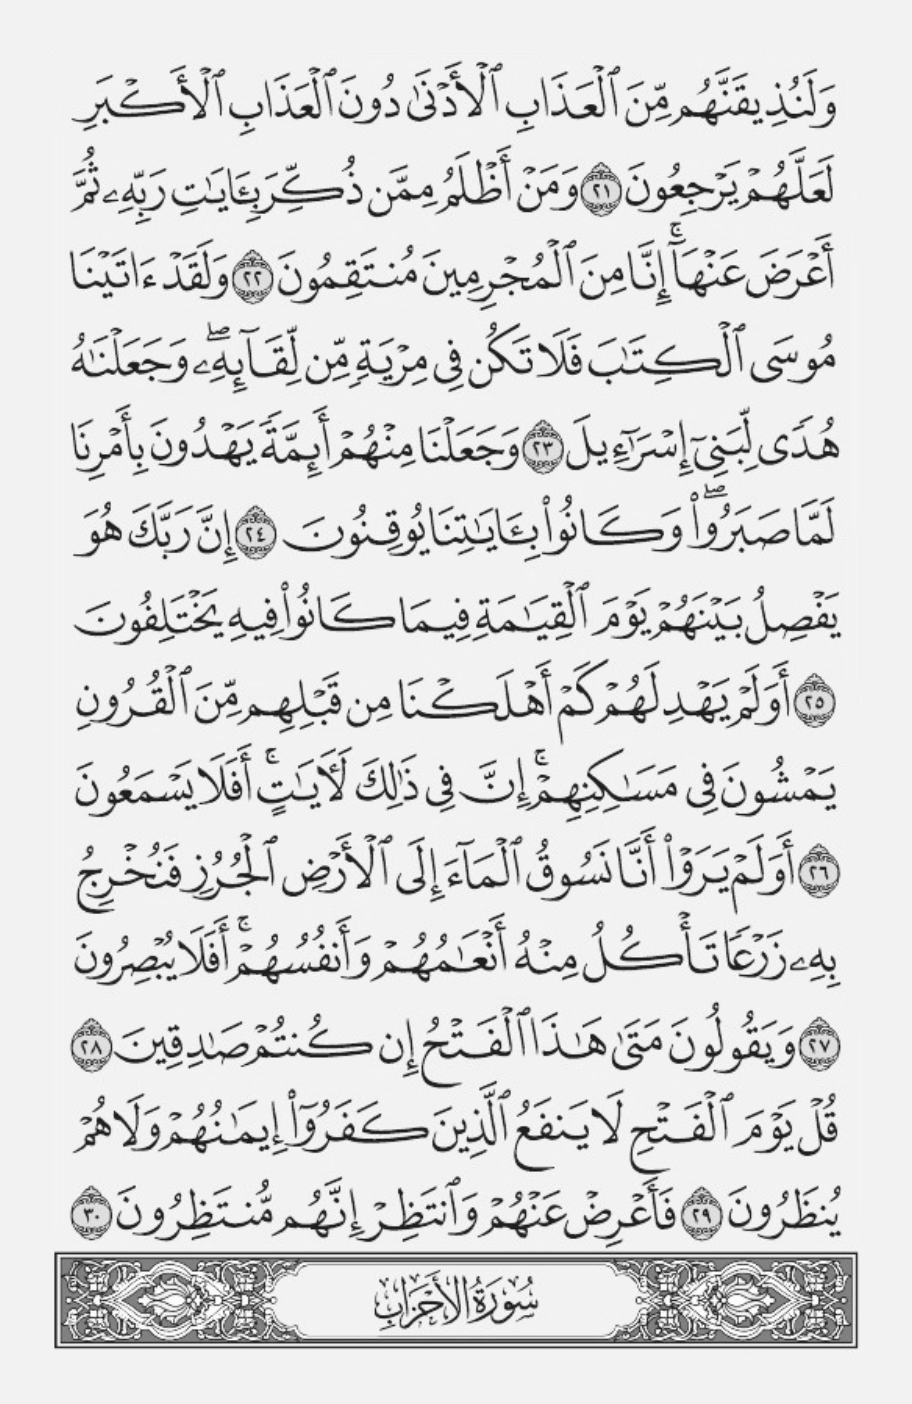 وَلَنُذِيقَنَّهُم مِّنَ ٱلْعَذَابِ ٱلْأَدْنَىٰ دُونَ ٱلْعَذَابِ ٱلْأَكْبَرِ
لَعَلَّهُمْ يَرْجِعُونَ ٢١ وَمَنْ أَظْلَمُ مِمَّن ذُكِّرَ بِـَٔايَـٰتِ رَبِّهِۦ ثُمَّ
أَعْرَضَ عَنْهَآ ۚ إِنَّا مِنَ ٱلْمُجْرِمِينَ مُنتَقِمُونَ ٢٢ وَلَقَدْ ءَاتَيْنَا
مُوسَى ٱلْكِتَـٰبَ فَلَا تَكُن فِى مِرْيَةٍ مِّن لِّقَآئِهِۦ ۖ وَجَعَلْنَـٰهُ
هُدًى لِّبَنِىٓ إِسْرَٰٓءِيلَ ٢٣ وَجَعَلْنَا مِنْهُمْ أَئِمَّةً يَهْدُونَ بِأَمْرِنَا
لَمَّا صَبَرُوا۟ ۖ وَكَانُوا۟ بِـَٔايَـٰتِنَا يُوقِنُونَ ٢٤ إِنَّ رَبَّكَ هُوَ
يَفْصِلُ بَيْنَهُمْ يَوْمَ ٱلْقِيَـٰمَةِ فِيمَا كَانُوا۟ فِيهِ يَخْتَلِفُونَ
٢٥ أَوَلَمْ يَهْدِ لَهُمْ كَمْ أَهْلَكْنَا مِن قَبْلِهِم مِّنَ ٱلْقُرُونِ
يَمْشُونَ فِى مَسَـٰكِنِهِمْ ۚ إِنَّ فِى ذَٰلِكَ لَـَٔايَـٰتٍ ۚ أَفَلَا يَسْمَعُونَ
٢٦ أَوَلَمْ يَرَوْا۟ أَنَّا نَسُوقُ ٱلْمَآءَ إِلَى ٱلْأَرْضِ ٱلْجُرُزِ فَنُخْرِجُ
بِهِۦ زَرْعًا تَأْكُلُ مِنْهُ أَنْعَـٰمُهُمْ وَأَنفُسُهُمْ ۚ أَفَلَا يُبْصِرُونَ
٢٧ وَيَقُولُونَ مَتَىٰ هَـٰذَا ٱلْفَتْحُ إِن كُنتُمْ صَـٰدِقِينَ ٢٨
قُلْ يَوْمَ ٱلْفَتْحِ لَا يَنفَعُ ٱلَّذِينَ كَفَرُوٓا۟ إِيمَـٰنُهُمْ وَلَا هُمْ
يُنظَرُونَ ٢٩ فَأَعْرِضْ عَنْهُمْ وَٱنتَظِرْ إِنَّهُم مُّنتَظِرُونَ ٣٠
سُورَةُ الأَحْزَابِ